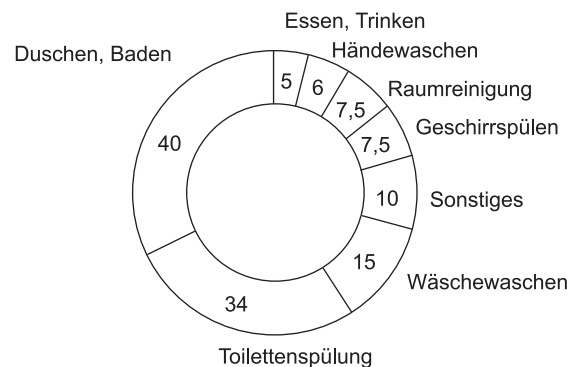 Essen, Trinken
Duschen, Baden
Händewaschen
5
6
Raumreinigung
7,5
Geschirrspülen
7,5
40
10
Sonstiges
15
Wäschewaschen
34
Toilettenspülung